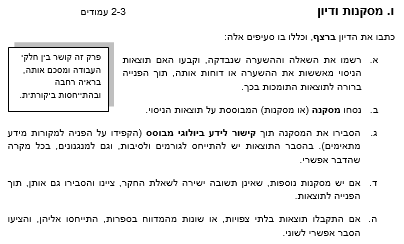 ו. מסקנות ודיון
2-3 עמודים
כתבו את הדיון ברצף, וכללו בו סעיפים אלה:
א. רשמו את השאלה וההשערה שנבדקה, וקבעו האם תוצאות
הניסוי מאששות את ההשערה או דוחות אותה, תוך הפנייה
ברורה לתוצאות התומכות בכך.
פרק זה קושר בין חלקי
העבודה ומסכם אותה,
בראיה רחבה
ובהתייחסות ביקורתית.
ב. נסחו מסקנה (או מסקנות) המבוססת על תוצאות הניסוי.
ג. הסבירו את המסקנה תוך קישור לידע ביולוגי מבוסס (הקפידו על הפניה למקורות מידע
מתאימים). בהסבר התוצאות יש להתייחס לגורמים ולסיבות, וגם למנגנונים, בכל מקרה
שהדבר אפשרי.
ד. אם יש מסקנות נוספות, שאינן תשובה ישירה לשאלת החקר, ציינו והסבירו גם אותן, תוך
הפנייה לתוצאות.
ה. אם התקבלו תוצאות בלתי צפויות, או שונות מהמדווח בספרות, התייחסו אליהן, והציעו
הסבר אפשרי לשוני.